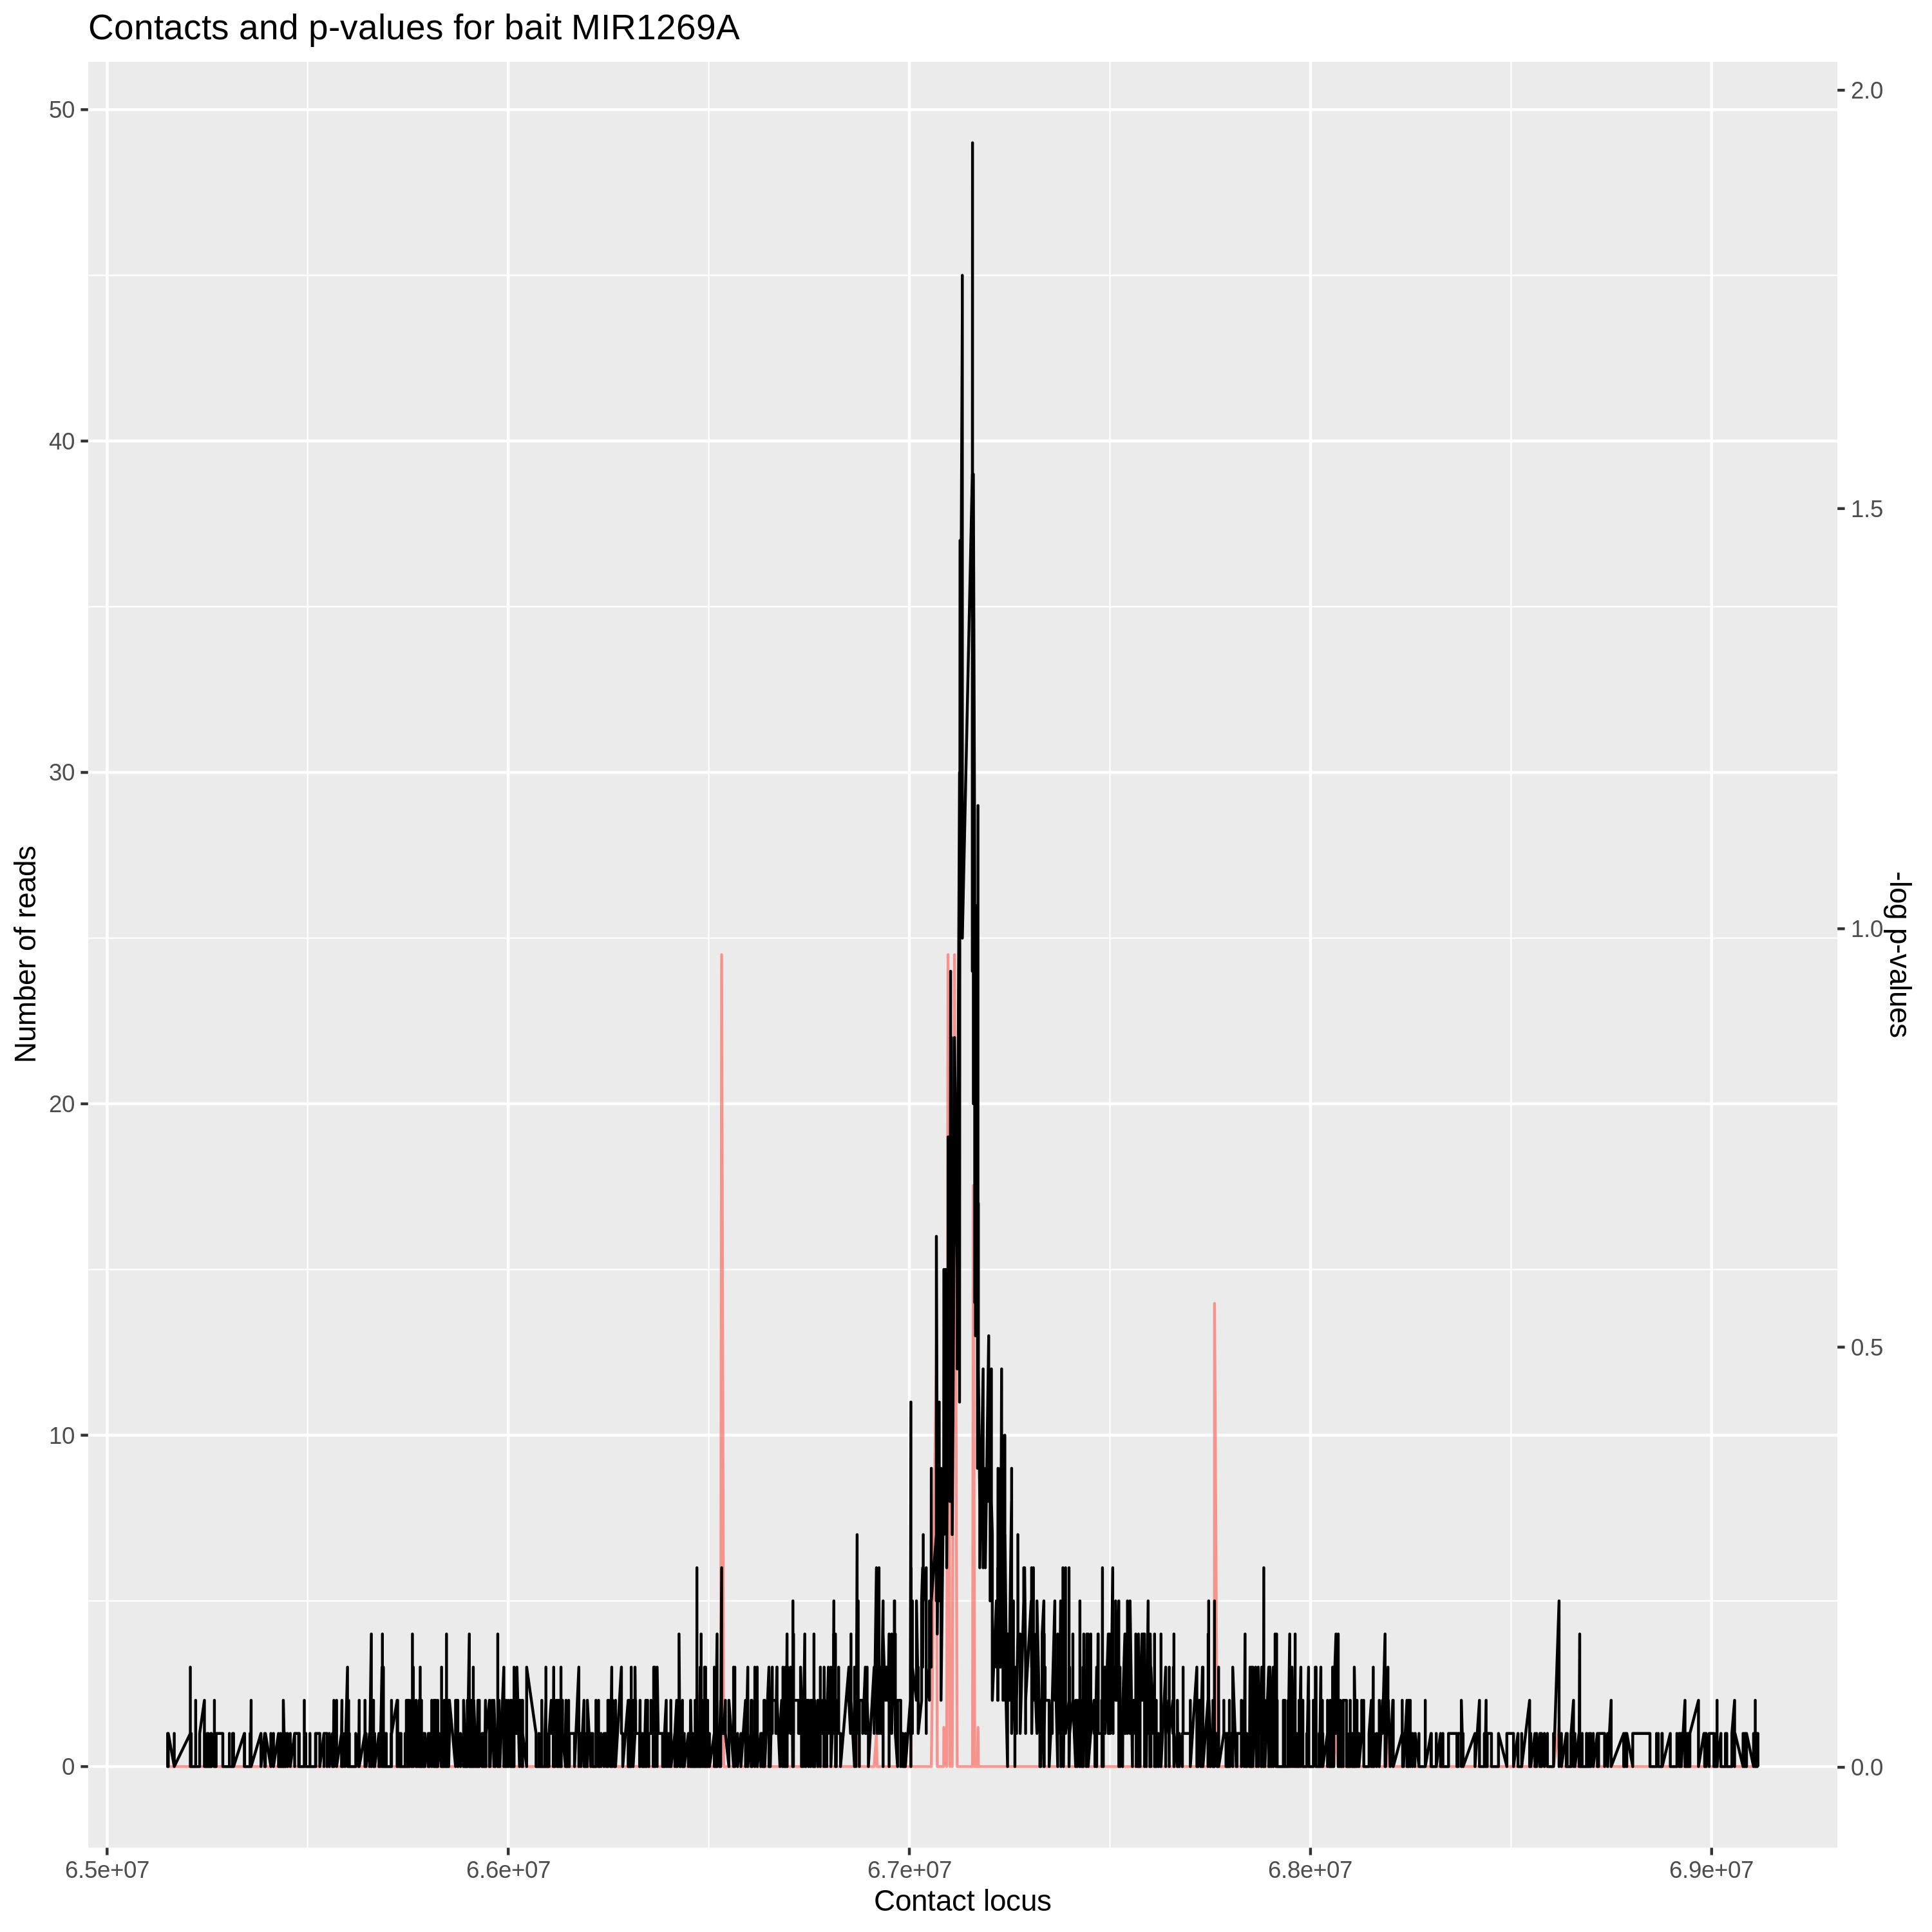 Contacts and p-values for bait MIR1269A
50
40
30
20
10
0
Number of reads
2.0
1.5
1.0
0.5
0.0
-log p-values
6.5e+07 6.6e+07 6.7e+07 6.8e+07 6.9e+07
Contact locus